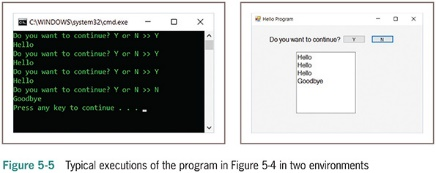 C:\WINDOWS\system32\cmd.exe
Do you want to continue? Y or N >> Y
Hello
Do you want to continue? Y or N >> Y
Hello
Do you want to continue? Y or N >> Y
Hello
Do you want to continue? Y or N >> N
Goodbye
Press any key to continue . . .
Hello Program
Do you want to continue? Y N
Hello
Hello
Hello
Goodbye
Figure 5-5 Typical executions of the program in Figure 5-4 in two environments